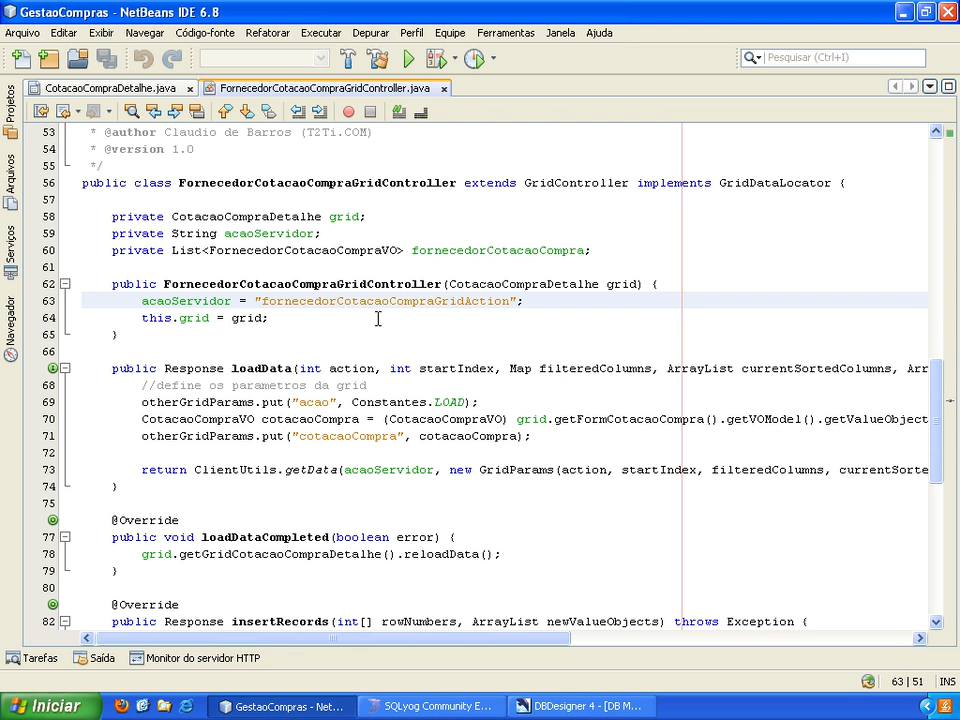 GestaoCompras - NetBeans IDE 6.8
Arquivo Editar Exibir Navegar Código-fonte Refatorar Executar Depurar Perfil Equipe Ferramentas Janela Ajuda
Pesquisar (Ctrl+I)
CotacaoCompraDetalhe.java x FornecedorCotacaoCompraGridController.java x
Projetos
Arquivos
Serviços
Navegador
53 * @author Claudio de Barros (T2Ti.COM)
54 * @version 1.0
55 */
56 public class FornecedorCotacaoCompraGridController extends GridController implements GridDataLocator {
57
58 private CotacaoCompraDetalhe grid;
59 private String acaoServidor;
60 private List<FornecedorCotacaoCompraVO> fornecedorCotacaoCompra;
61
62 public FornecedorCotacaoCompraGridController(CotacaoCompraDetalhe grid) {
63 acaoServidor = "fornecedorCotacaoCompraGridAction";
64 this.grid = grid;
65 }
66
public Response loadData(int action, int startIndex, Map filteredColumns, ArrayList currentSortedColumns, Arr
68 //define os parametros da grid
69 otherGridParams.put("acao", Constantes.LOAD);
70 CotacaoCompraVO cotacaoCompra = (CotacaoCompraVO) grid.getFormCotacaoCompra().getVOModel().getValueObject
71 otherGridParams.put("cotacaoCompra", cotacaoCompra);
72
73 return ClientUtils.getData(acaoServidor, new GridParams(action, startIndex, filteredColumns, currentSorte
74 }
75
@Override
77 public void loadDataCompleted(boolean error) {
78 grid.getGridCotacaoCompraDetalhe().reloadData();
79 }
80
@Override
82 public Response insertRecords(int[] rowNumbers, ArrayList newValueObjects) throws Exception {
Tarefas Saída Monitor do servidor HTTP
63 | 51 INS
Iniciar GestaoCompras - Net... SQLyog Community E... DBDesigner 4 - [DB M...